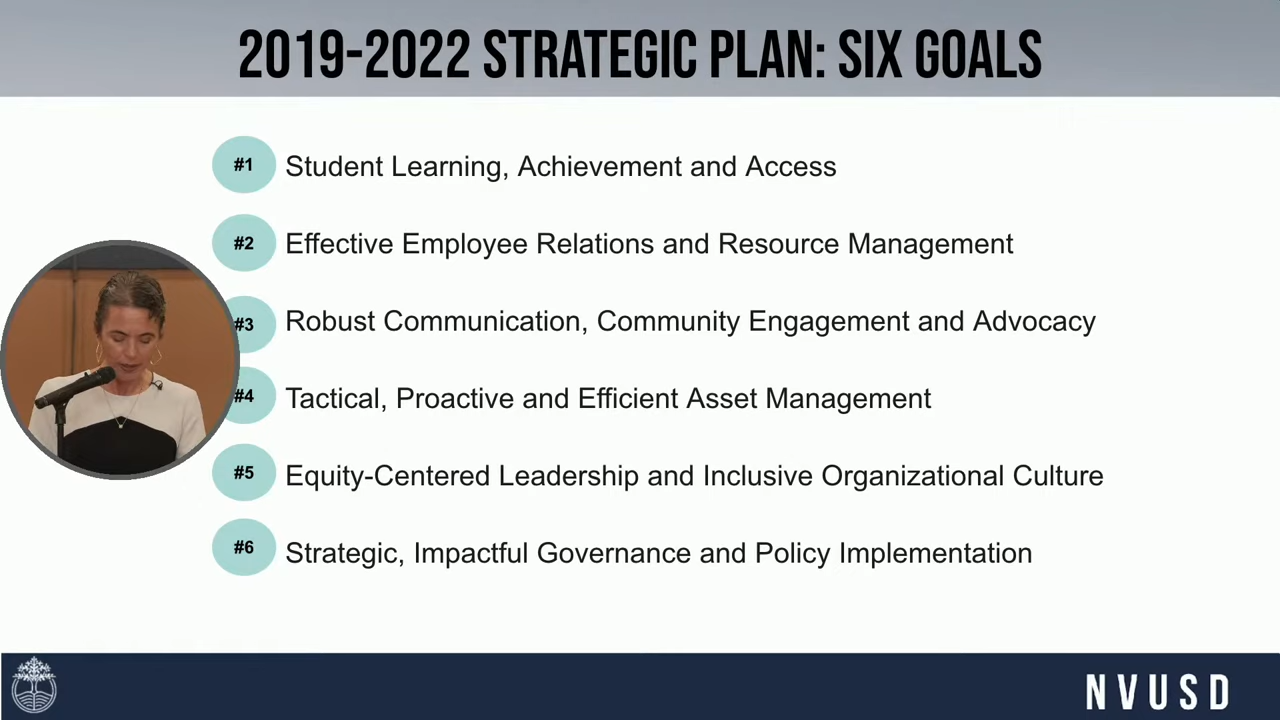 2019-2022 STRATEGIC PLAN: SIX GOALS
#1 Student Learning, Achievement and Access
#2 Effective Employee Relations and Resource Management
#3 Robust Communication, Community Engagement and Advocacy
#4 Tactical, Proactive and Efficient Asset Management
#5 Equity-Centered Leadership and Inclusive Organizational Culture
#6 Strategic, Impactful Governance and Policy Implementation
NVUSD